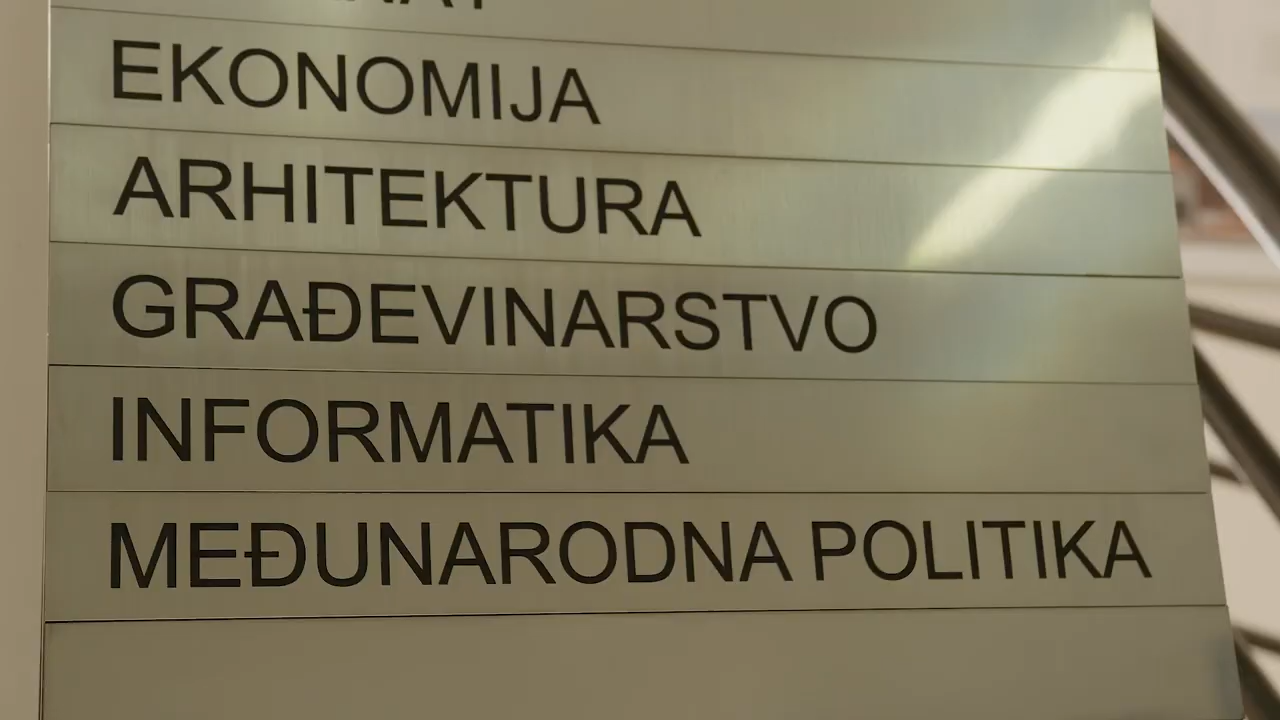 EKONOMIJA
ARHITEKTURA
GRAĐEVINARSTVO
INFORMATIKA
MEĐUNARODNA POLITIKA